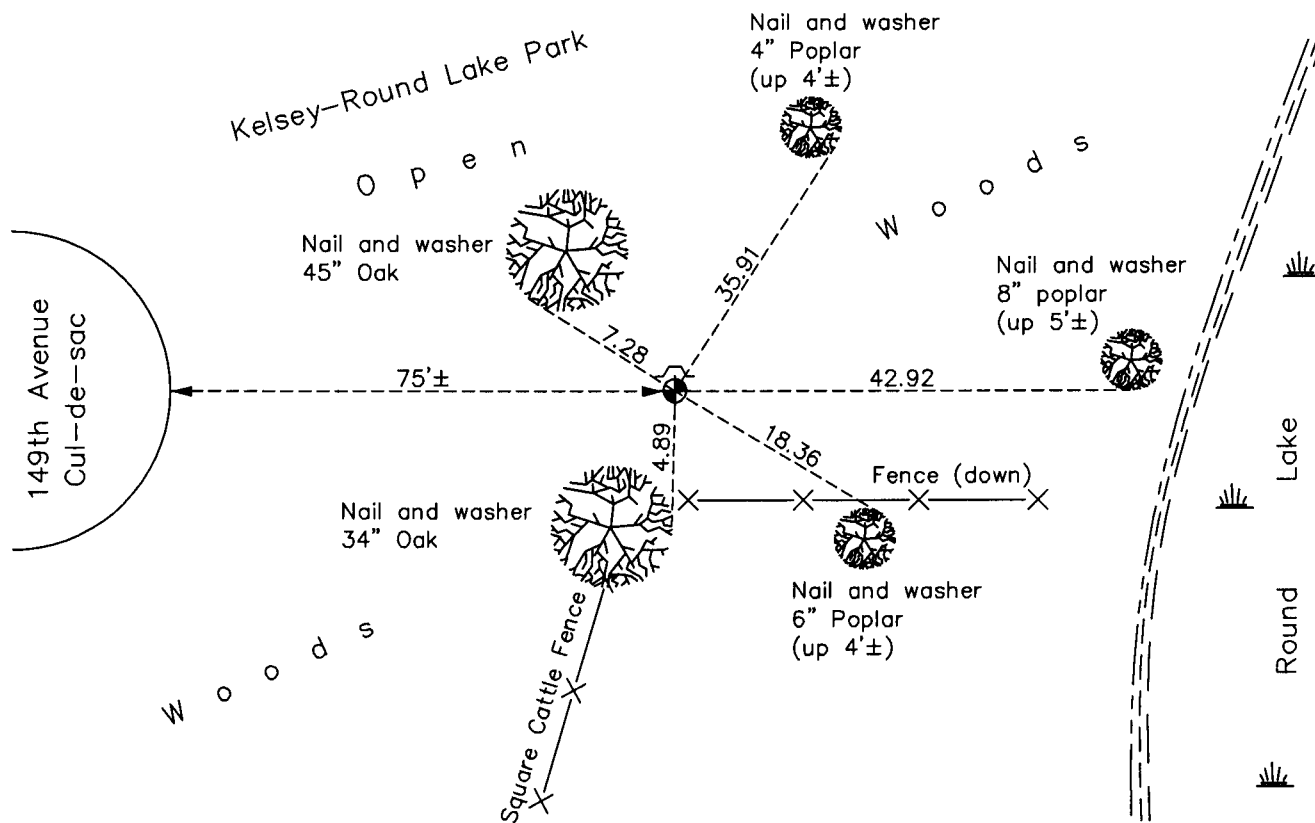 Nail and washer
4” Poplar
(up 4'±)
Kelsey-Round Lake Park
Open
Woods
Nail and washer
45” Oak
35.91
Nail and washer
8” poplar
(up 5'±)
7.28
149th Avenue
Cul-de-sac
75'±
42.92
4.89
18.36
Fence (down)
Nail and washer
34” Oak
Nail and washer
6” Poplar
(up 4'±)
Square Cattle Fence
Woods
Round Lake